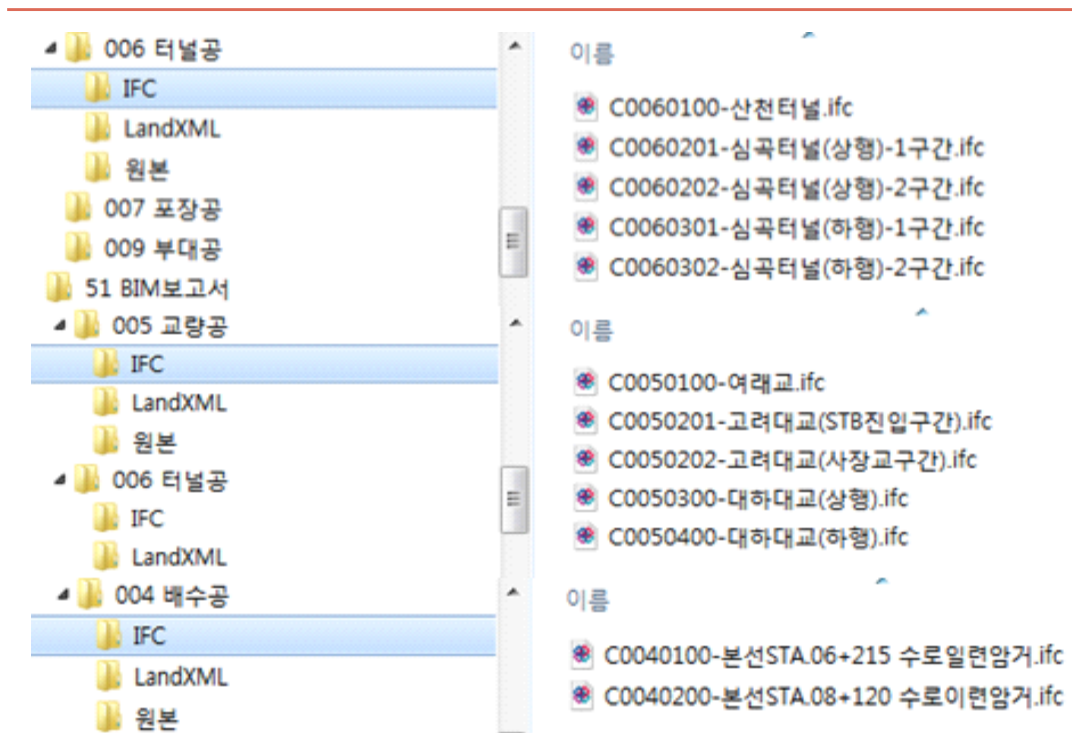 006 터널공
IFC
LandXML
원본
007 포장공
009 부대공
51 BIM보고서
이름
C0060100-산천터널.ifc
C0060201-심곡터널(상행)-1구간.ifc
C0060202-심곡터널(상행)-2구간.ifc
C0060301-심곡터널(하행)-1구간.ifc
C0060302-심곡터널(하행)-2구간.ifc
005 교량공
IFC
LandXML
원본
006 터널공
IFC
LandXML
이름
C0050100-여래교.ifc
C0050201-고려대교(STB진입구간).ifc
C0050202-고려대교(사장교구간).ifc
C0050300-대하대교(상행).ifc
C0050400-대하대교(하행).ifc
004 배수공
IFC
LandXML
원본
이름
C0040100-본선STA.06+215 수로일련암거.ifc
C0040200-본선STA.08+120 수로이련암거.ifc